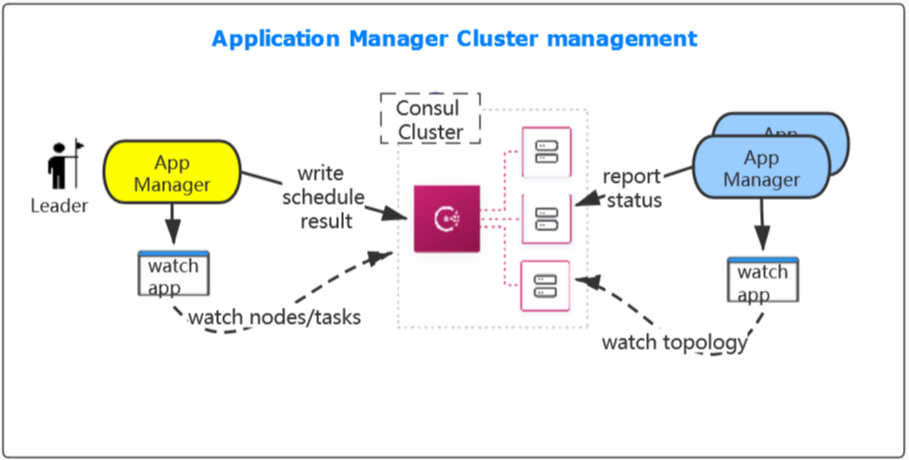 Application Manager Cluster management
Consul
Cluster
App
App
Manager
Leader
write
schedule
result
report
status
App
Manager
watch
app
watch
app
watch nodes/tasks
watch topology